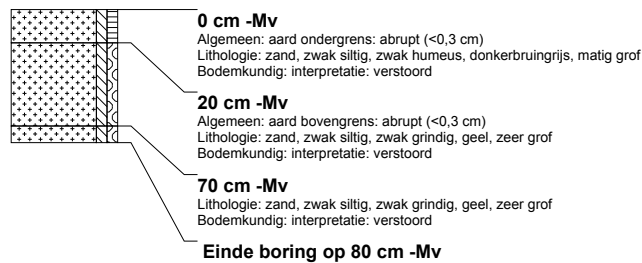 0 cm -Mv
Algemeen: aard ondergrens: abrupt (<0,3 cm)
Lithologie: zand, zwak siltig, zwak humeus, donkerbruingrijs, matig grof
Bodemkundig: interpretatie: verstoord
20 cm -Mv
Algemeen: aard bovengrens: abrupt (<0,3 cm)
Lithologie: zand, zwak siltig, zwak grindig, geel, zeer grof
Bodemkundig: interpretatie: verstoord
70 cm -Mv
Lithologie: zand, zwak siltig, zwak grindig, geel, zeer grof
Bodemkundig: interpretatie: verstoord
Einde boring op 80 cm -Mv